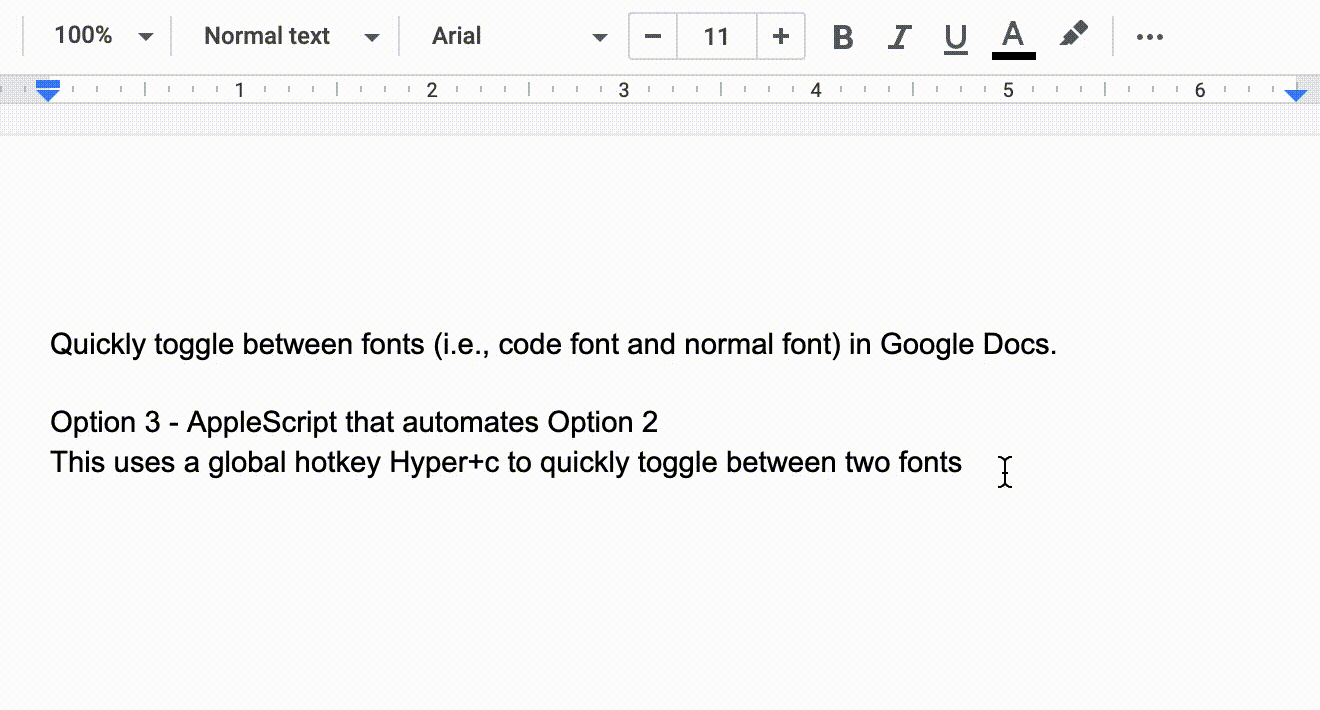 100% Normal text Arial − 11 + B I U A
1 2 3 4 5 6
Quickly toggle between fonts (i.e., code font and normal font) in Google Docs.
Option 3 - AppleScript that automates Option 2
This uses a global hotkey Hyper+c to quickly toggle between two fonts